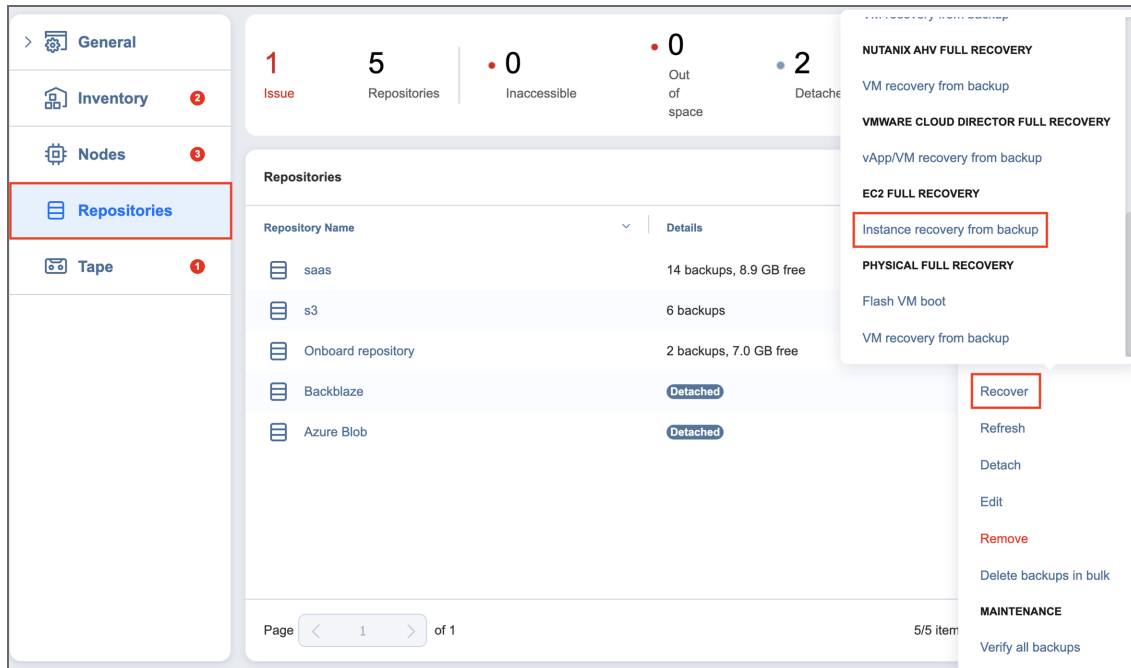 General
Inventory 2
Nodes 3
Repositories
Tape 1
1
Issue
5
Repositories
0
Inaccessible
0
Out
of
space
2
Detache
Repositories
Repository Name Details
saas 14 backups, 8.9 GB free
s3 6 backups
Onboard repository 2 backups, 7.0 GB free
Backblaze Detached
Azure Blob Detached
Page 1 of 1
5/5 item
VM recovery from backup
NUTANIX AHV FULL RECOVERY
VM recovery from backup
VMWARE CLOUD DIRECTOR FULL RECOVERY
vApp/VM recovery from backup
EC2 FULL RECOVERY
Instance recovery from backup
PHYSICAL FULL RECOVERY
Flash VM boot
VM recovery from backup
Recover
Refresh
Detach
Edit
Remove
Delete backups in bulk
MAINTENANCE
Verify all backups